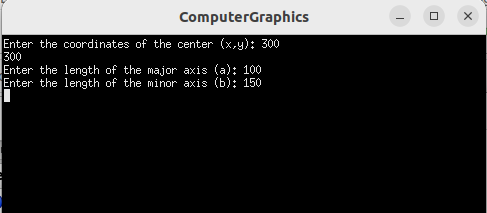 ComputerGraphics
Enter the coordinates of the center (x,y): 300
300
Enter the length of the major axis (a): 100
Enter the length of the minor axis (b): 150